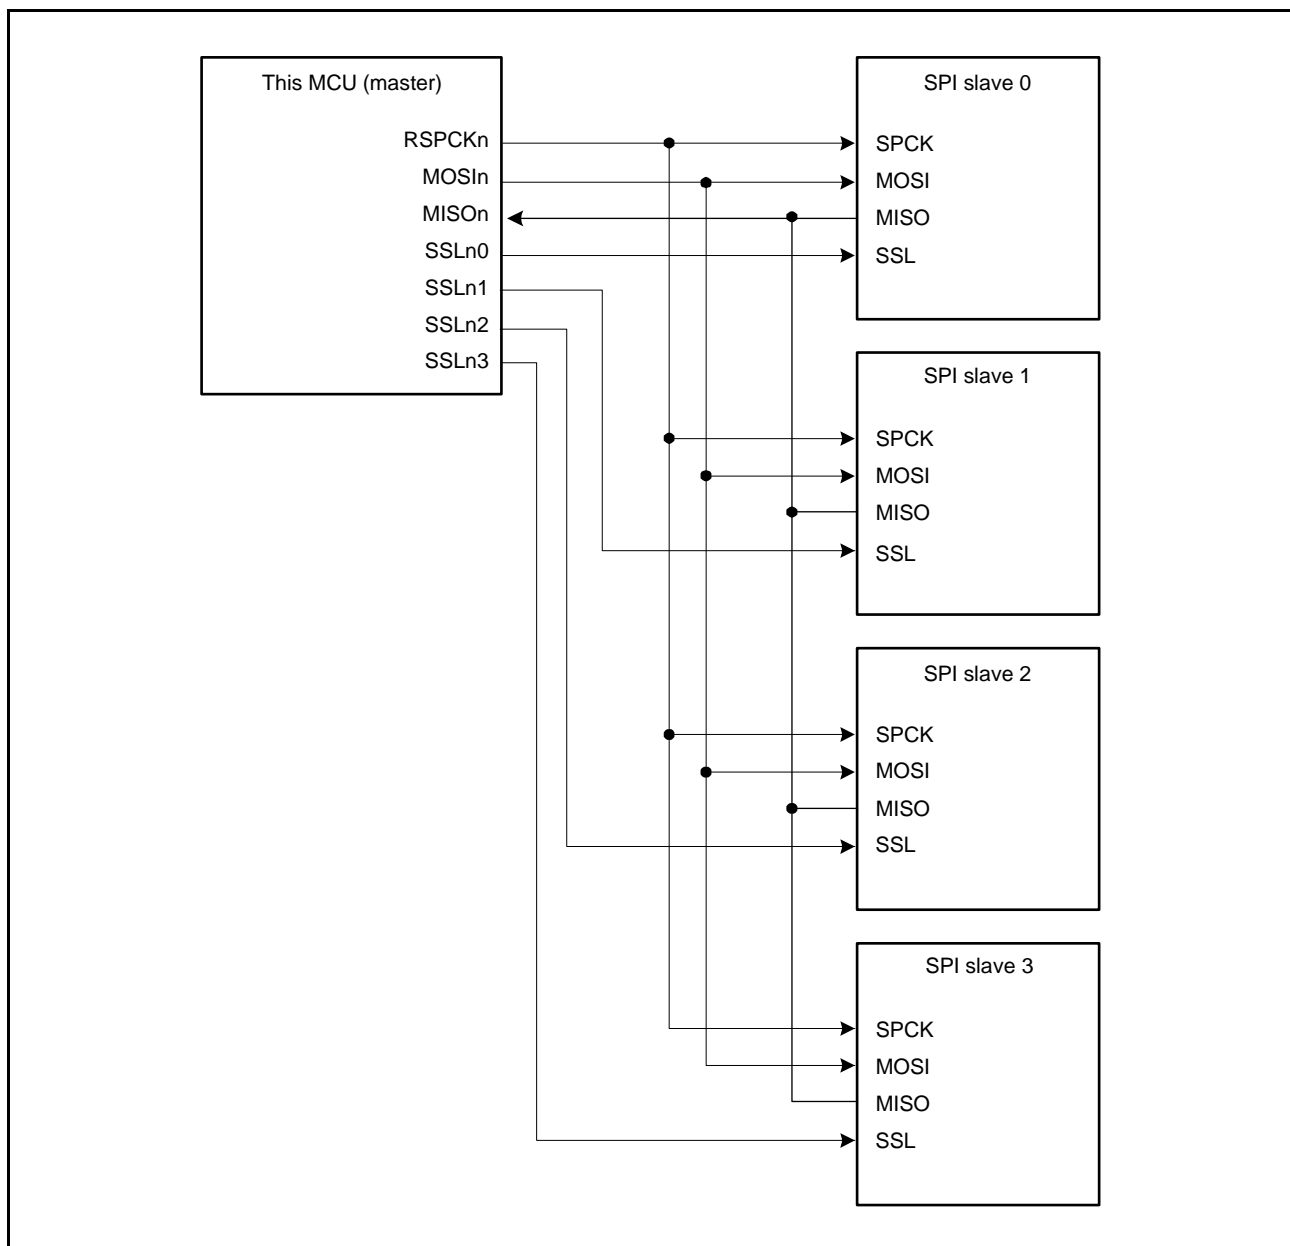 This MCU (master)
RSPCKn
MOSIn
MISOn
SSLn0
SSLn1
SSLn2
SSLn3
SPI slave 0
SPCK
MOSI
MISO
SSL
SPI slave 1
SPCK
MOSI
MISO
SSL
SPI slave 2
SPCK
MOSI
MISO
SSL
SPI slave 3
SPCK
MOSI
MISO
SSL